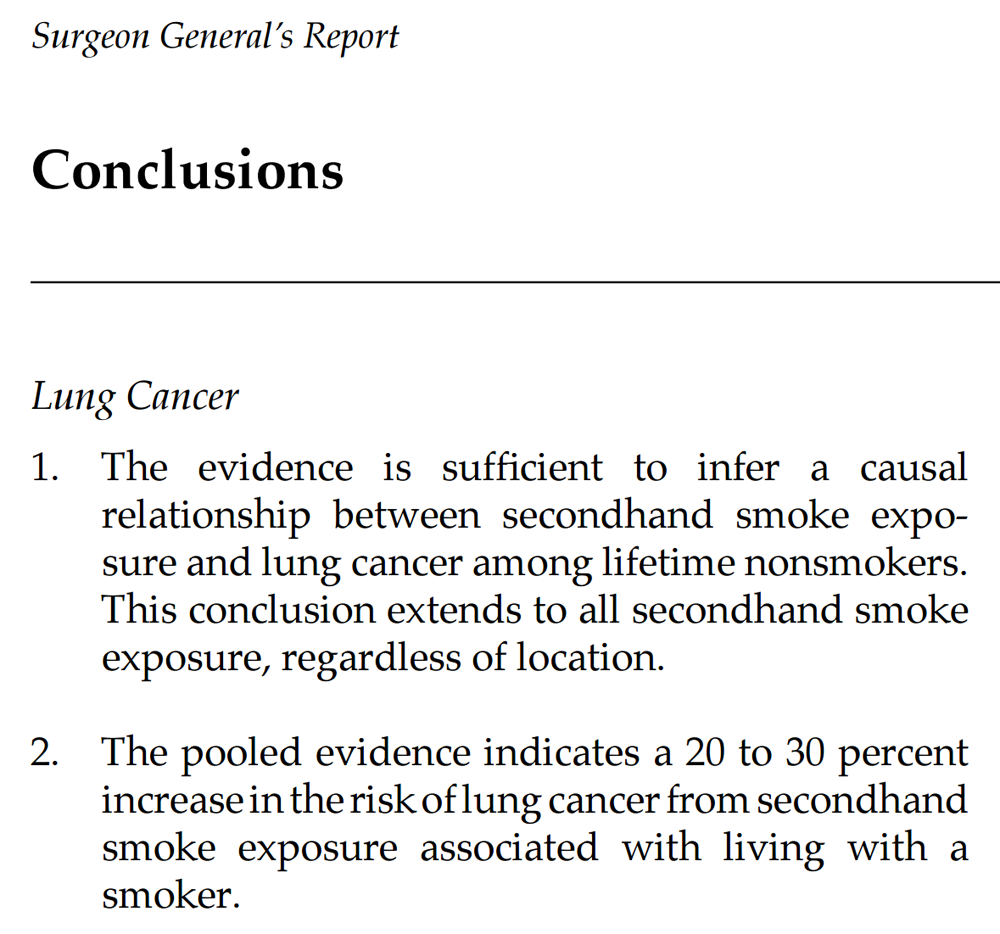 Surgeon General’s Report
Conclusions
Lung Cancer
1. The evidence is sufficient to infer a causal
relationship between secondhand smoke expo-
sure and lung cancer among lifetime nonsmokers.
This conclusion extends to all secondhand smoke
exposure, regardless of location.
2. The pooled evidence indicates a 20 to 30 percent
increase in the risk of lung cancer from secondhand
smoke exposure associated with living with a
smoker.